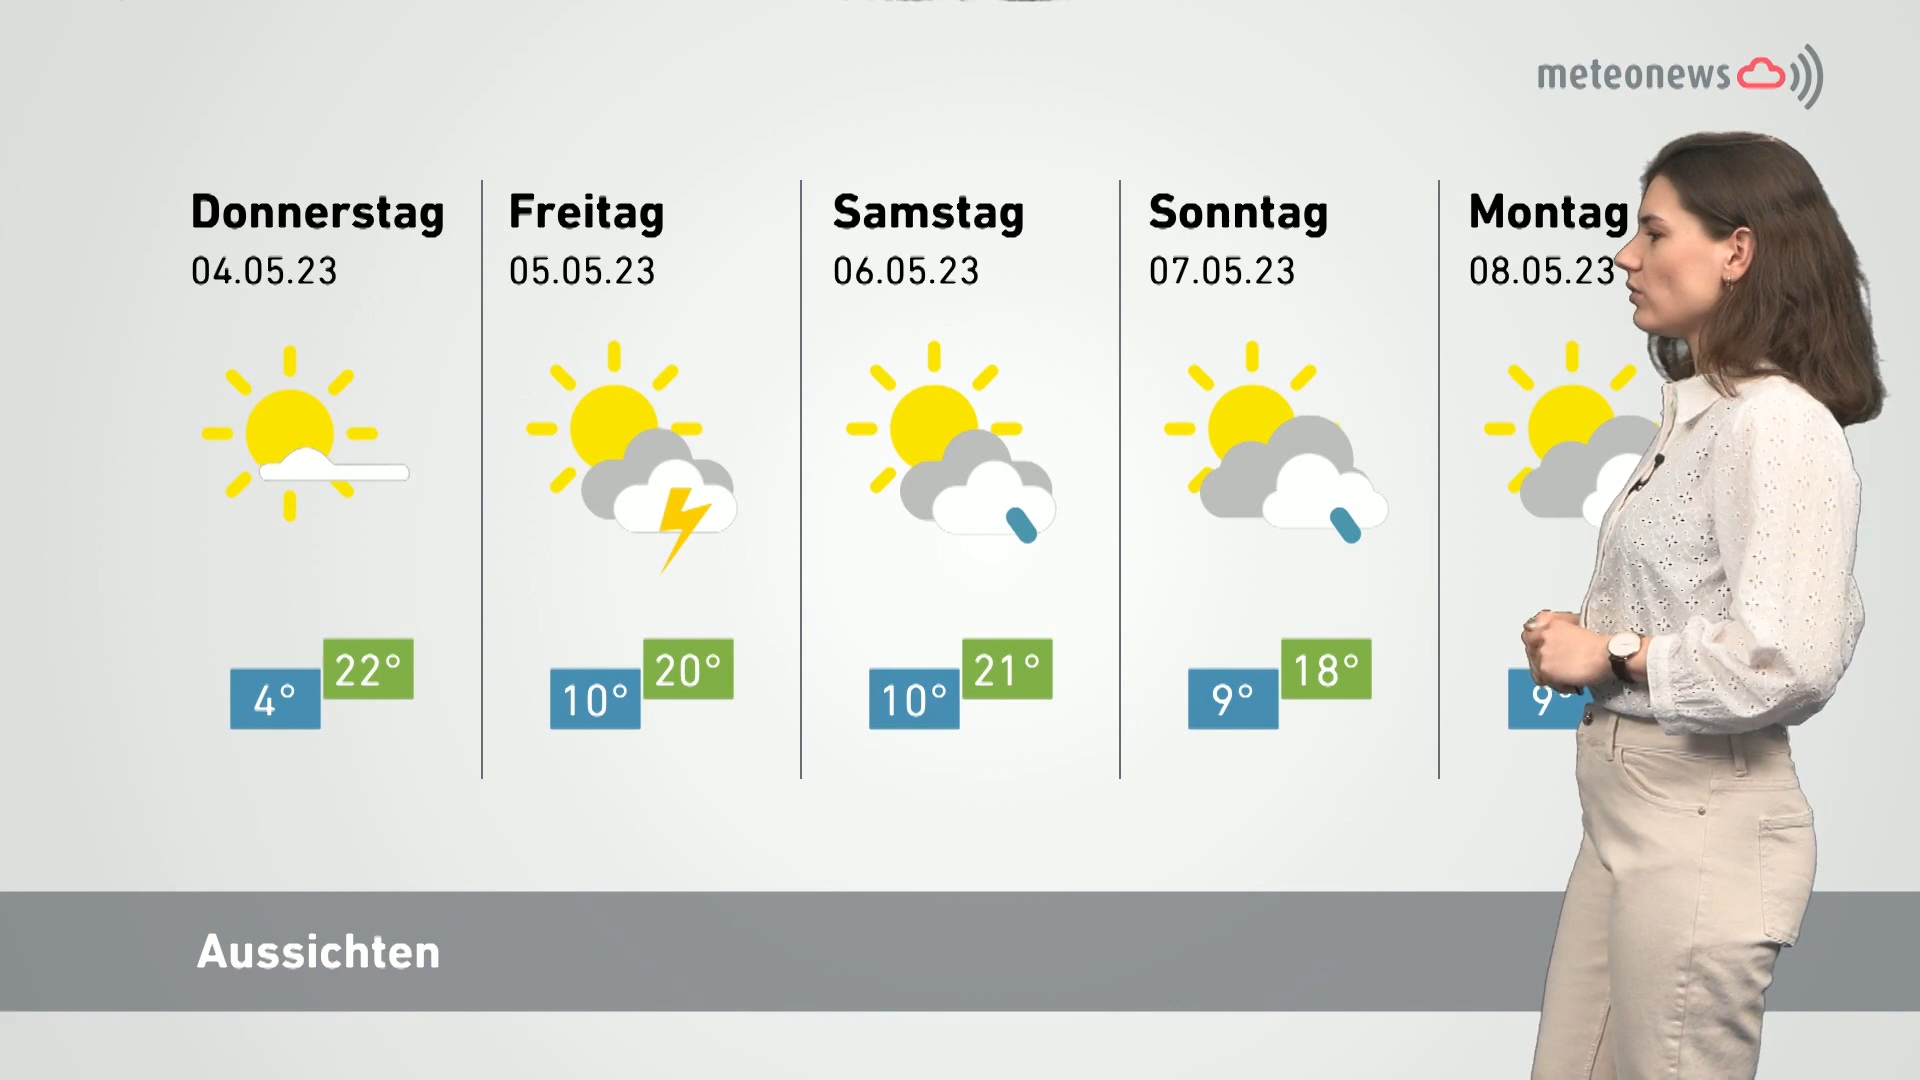 meteonews
Donnerstag
04.05.23
4°
22°
Freitag
05.05.23
10°
20°
Samstag
06.05.23
10°
21°
Sonntag
07.05.23
9°
18°
Montag
08.05.23
9°
Aussichten